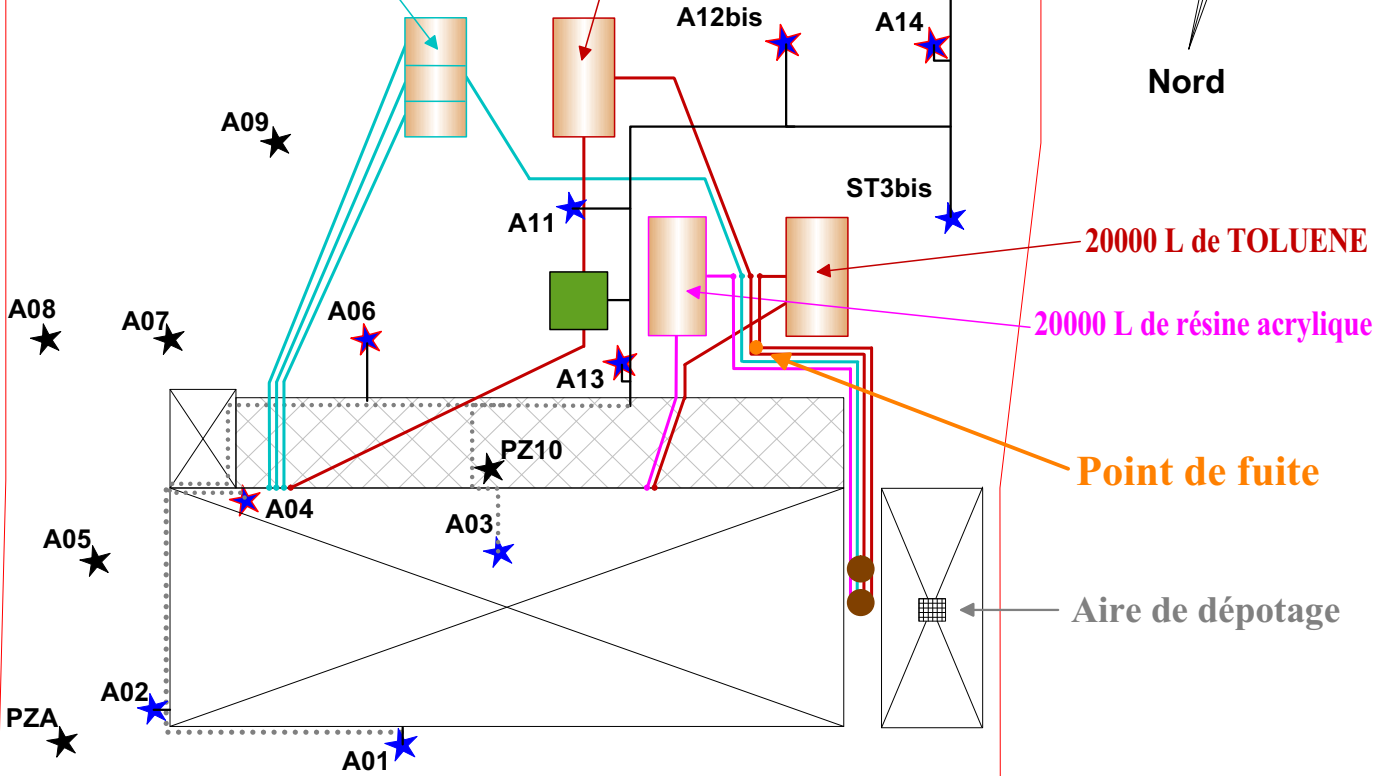 A12bis
A14
Nord
A09
ST3bis
A11
20000 L de TOLUENE
A08
A07
A06
20000 L de résine acrylique
A13
PZ10
Point de fuite
A04
A03
A05
Aire de dépotage
A02
PZA
A01